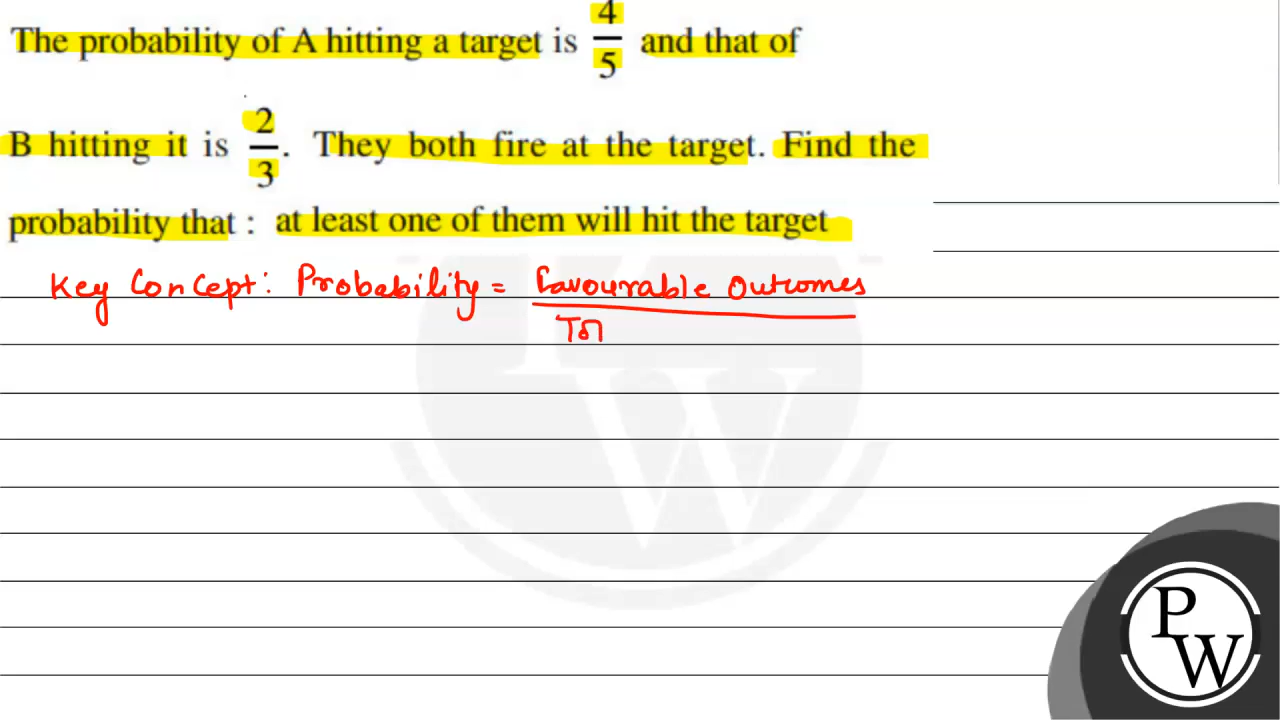 The probability of A hitting a target is 4/5 and that of
B hitting it is 2/3. They both fire at the target. Find the
probability that : at least one of them will hit the target
Key Concept: Probability = Favourable Outcomes / Tot
PW